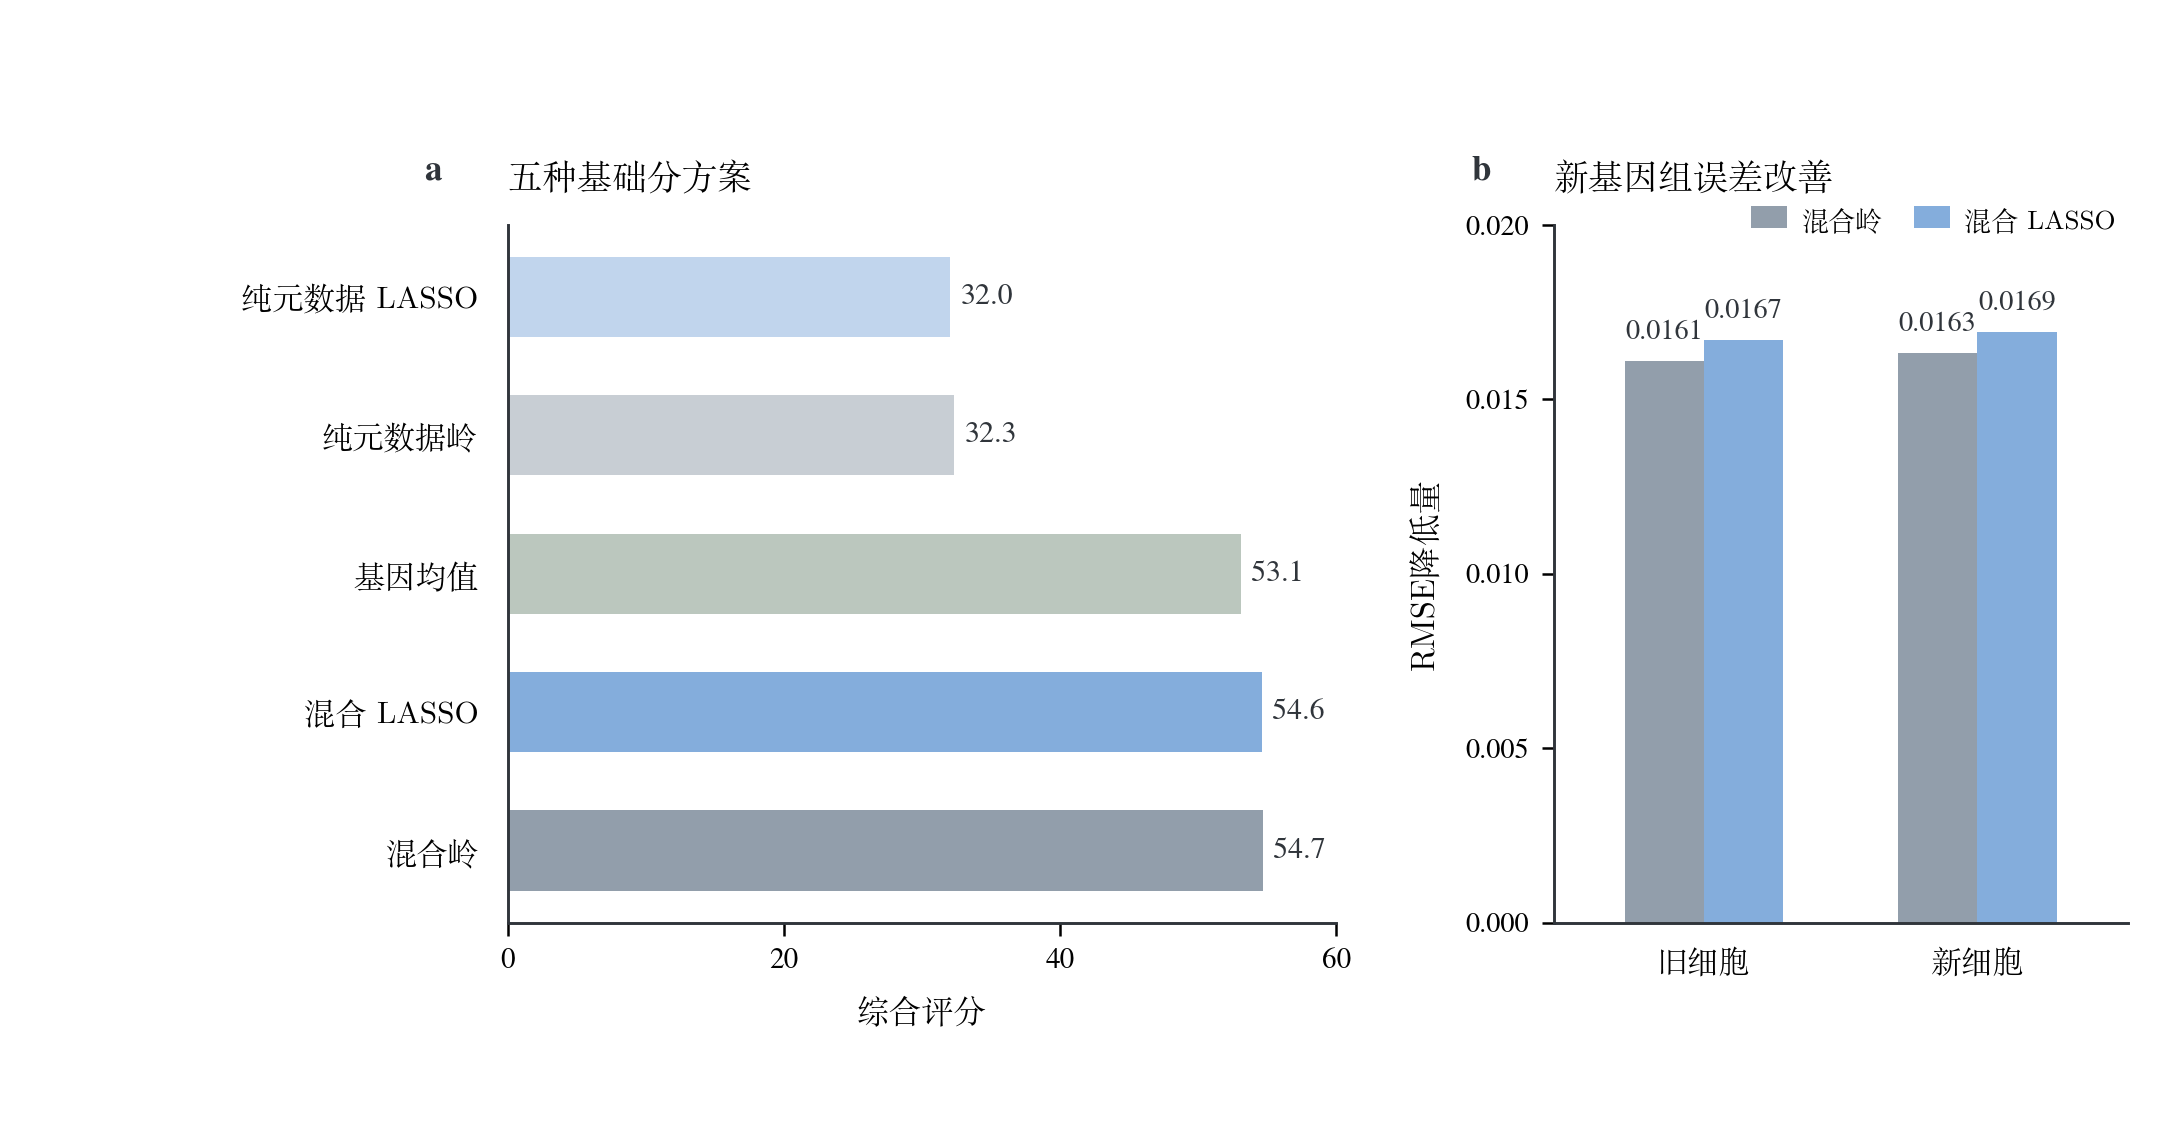 a 五种基础分方案
纯元数据 LASSO 32.0
纯元数据岭 32.3
基因均值 53.1
混合 LASSO 54.6
混合岭 54.7
0 20 40 60
综合评分
b 新基因组误差改善
混合岭 混合 LASSO
0.020
0.015
0.010
0.005
0.000
RMSE降低量
0.0161 0.0167 0.0163 0.0169
旧细胞 新细胞